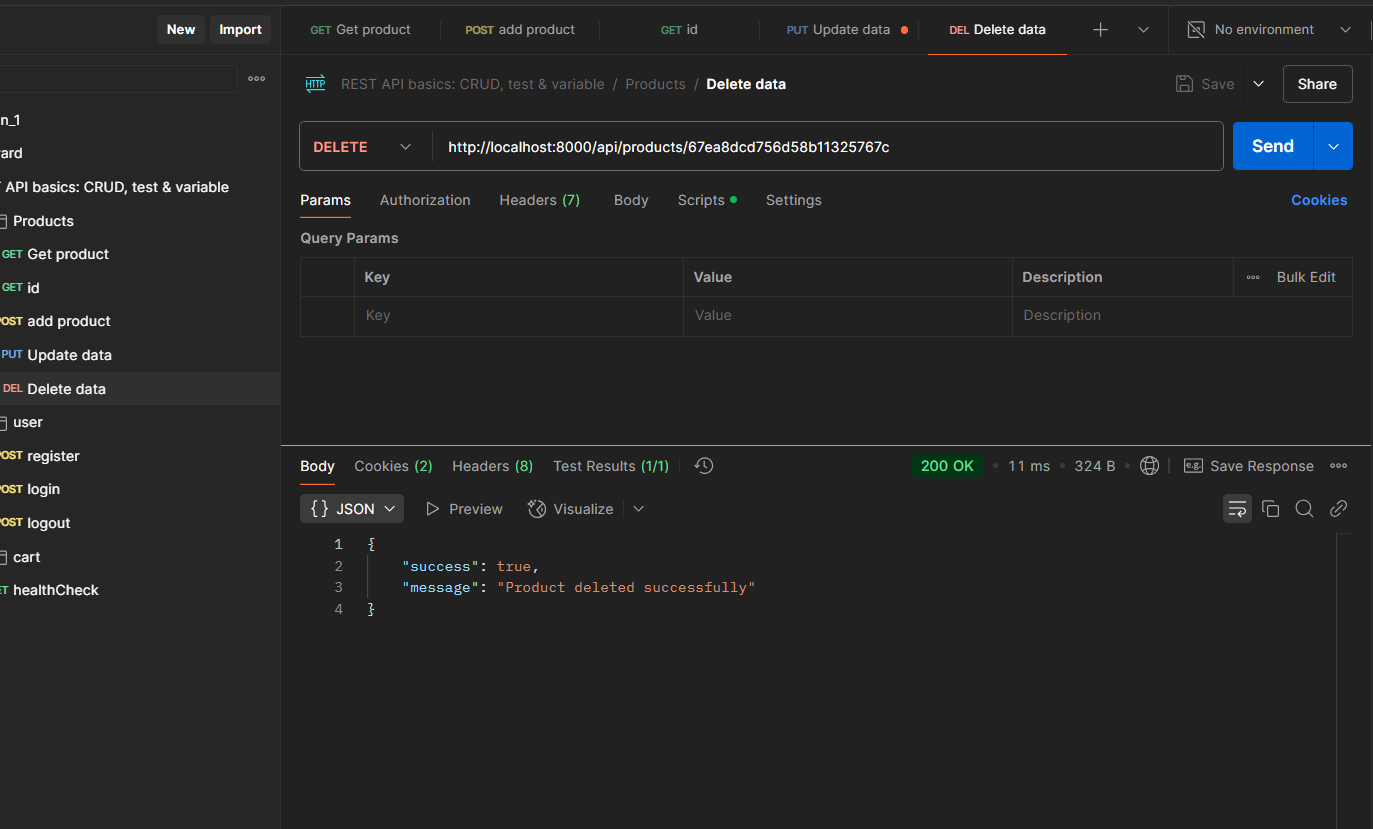 New Import
GET Get product POST add product GET id PUT Update data DEL Delete data No environment
HTTP REST API basics: CRUD, test & variable / Products / Delete data Save Share
n_1
ard
API basics: CRUD, test & variable
Products
GET Get product
GET id
POST add product
PUT Update data
DEL Delete data
user
POST register
POST login
POST logout
cart
ET healthCheck
DELETE http://localhost:8000/api/products/67ea8dcd756d58b11325767c Send
Params Authorization Headers (7) Body Scripts Settings Cookies
Query Params
Key Value Description Bulk Edit
Key Value Description
Body Cookies (2) Headers (8) Test Results (1/1) 200 OK • 11 ms • 324 B • e.g. Save Response
{} JSON Preview Visualize
1 {
2 "success": true,
3 "message": "Product deleted successfully"
4 }